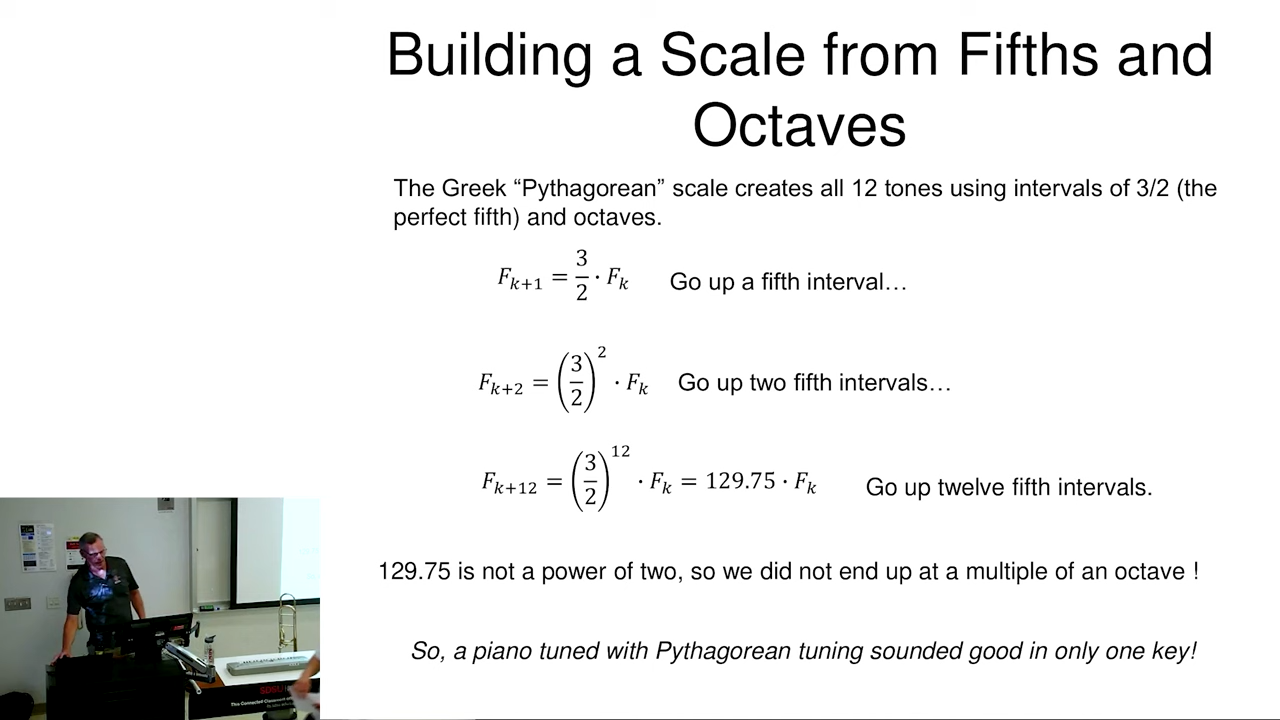 Building a Scale from Fifths and
Octaves
The Greek “Pythagorean” scale creates all 12 tones using intervals of 3/2 (the
perfect fifth) and octaves.
F_{k+1} = 3/2 · F_k Go up a fifth interval…
F_{k+2} = (3/2)^2 · F_k Go up two fifth intervals…
F_{k+12} = (3/2)^12 · F_k = 129.75 · F_k Go up twelve fifth intervals.
129.75 is not a power of two, so we did not end up at a multiple of an octave !
So, a piano tuned with Pythagorean tuning sounded good in only one key!
SDSU
This Connected Classroom